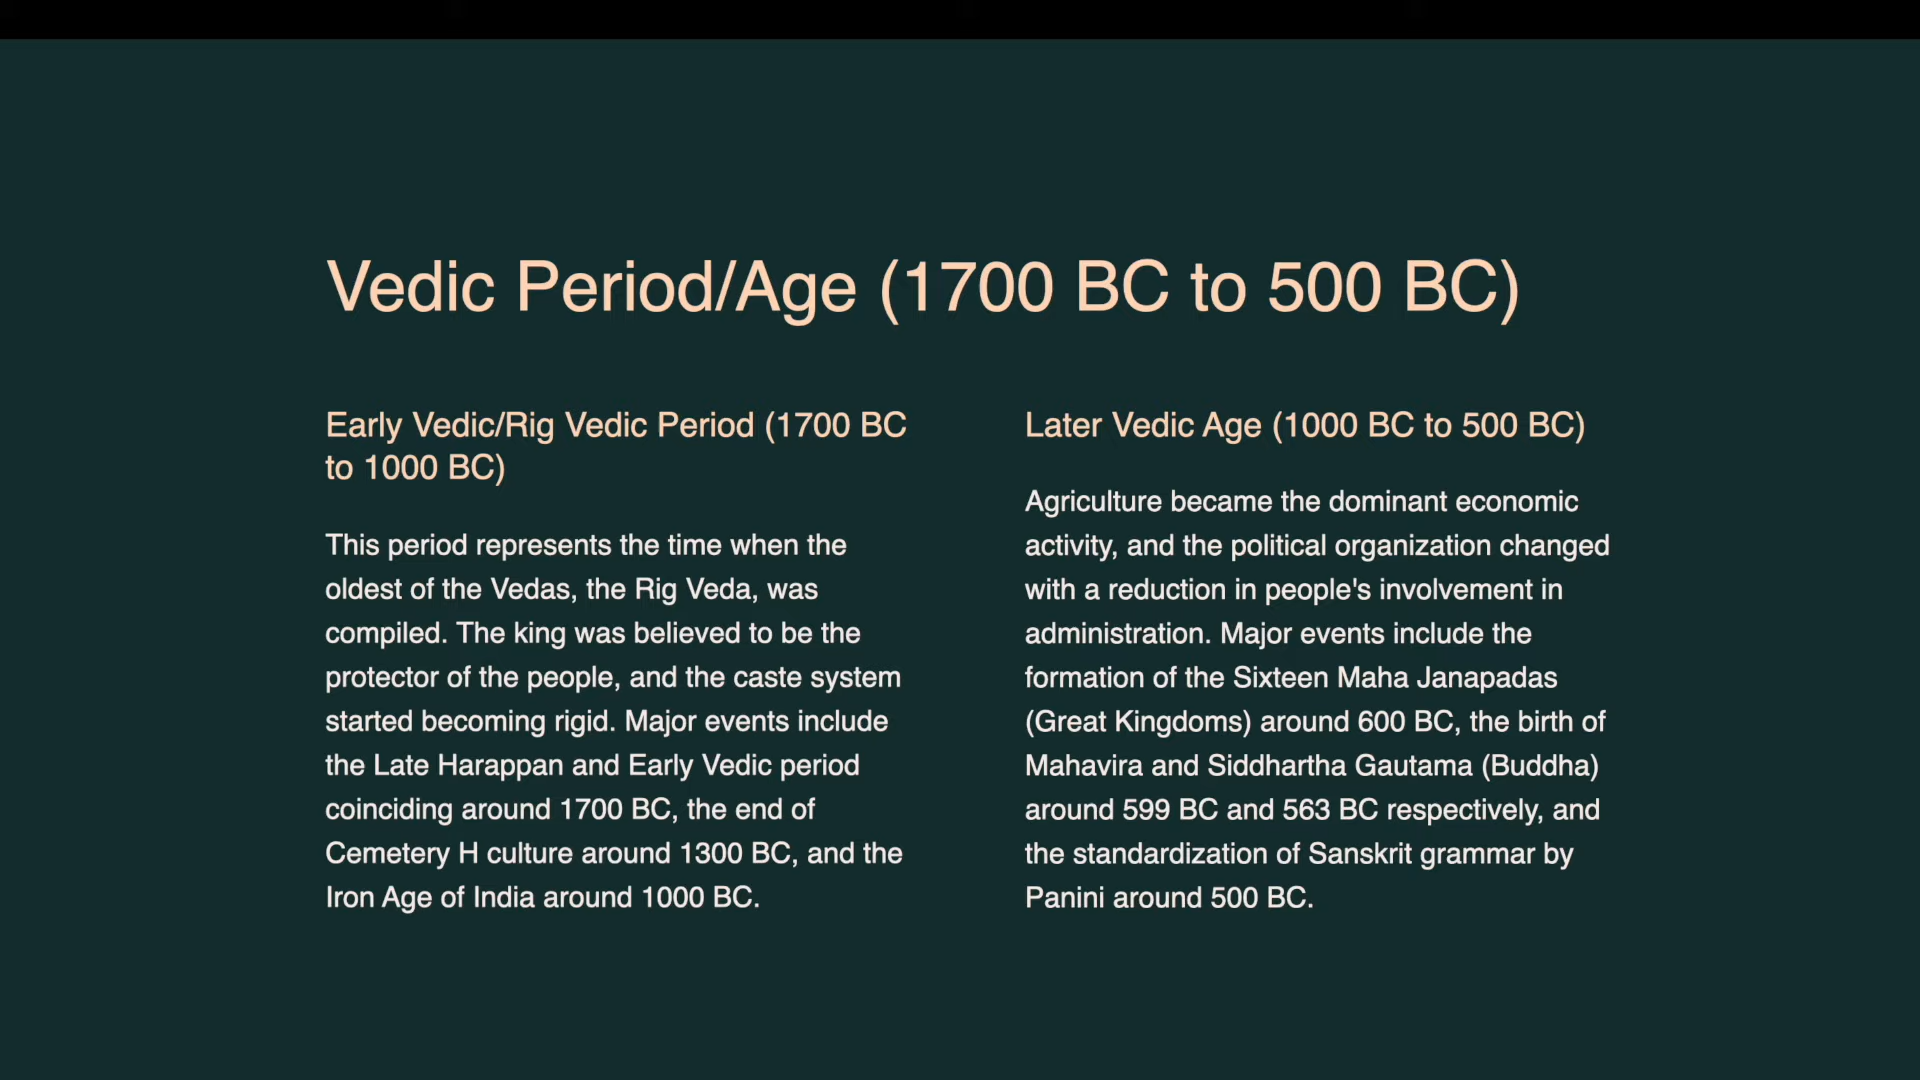 Vedic Period/Age (1700 BC to 500 BC)
Early Vedic/Rig Vedic Period (1700 BC
to 1000 BC)
This period represents the time when the
oldest of the Vedas, the Rig Veda, was
compiled. The king was believed to be the
protector of the people, and the caste system
started becoming rigid. Major events include
the Late Harappan and Early Vedic period
coinciding around 1700 BC, the end of
Cemetery H culture around 1300 BC, and the
Iron Age of India around 1000 BC.
Later Vedic Age (1000 BC to 500 BC)
Agriculture became the dominant economic
activity, and the political organization changed
with a reduction in people's involvement in
administration. Major events include the
formation of the Sixteen Maha Janapadas
(Great Kingdoms) around 600 BC, the birth of
Mahavira and Siddhartha Gautama (Buddha)
around 599 BC and 563 BC respectively, and
the standardization of Sanskrit grammar by
Panini around 500 BC.